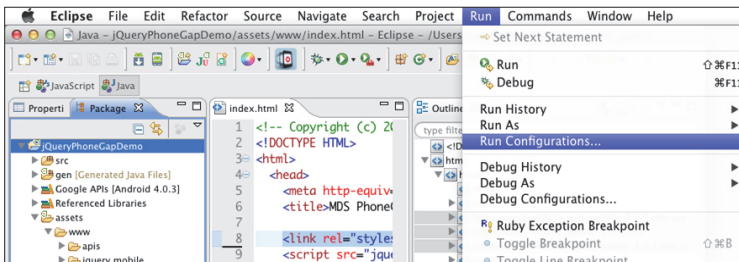 Eclipse File Edit Refactor Source Navigate Search Project Run Commands Window Help
Java – jQueryPhoneGapDemo/assets/www/index.html – Eclipse – /Users
JavaScript Java
Properti Package
jQueryPhoneGapDemo
src
gen [Generated Java Files]
Google APIs [Android 4.0.3]
Referenced Libraries
assets
www
apis
jquery.mobile
index.html
1 <!-- Copyright (c) 20
2 <!DOCTYPE HTML>
3 <html>
4 <head>
5 <meta http-equiv=
6 <title>MDS PhoneG
7
8 <link rel="styles
9 <script src="jque
Outline
type filte
<!D
htm
h
Set Next Statement
Run ⇧⌘F11
Debug ⌘F11
Run History
Run As
Run Configurations...
Debug History
Debug As
Debug Configurations...
Ruby Exception Breakpoint
Toggle Breakpoint ⇧⌘B
Toggle Line Breakpoint